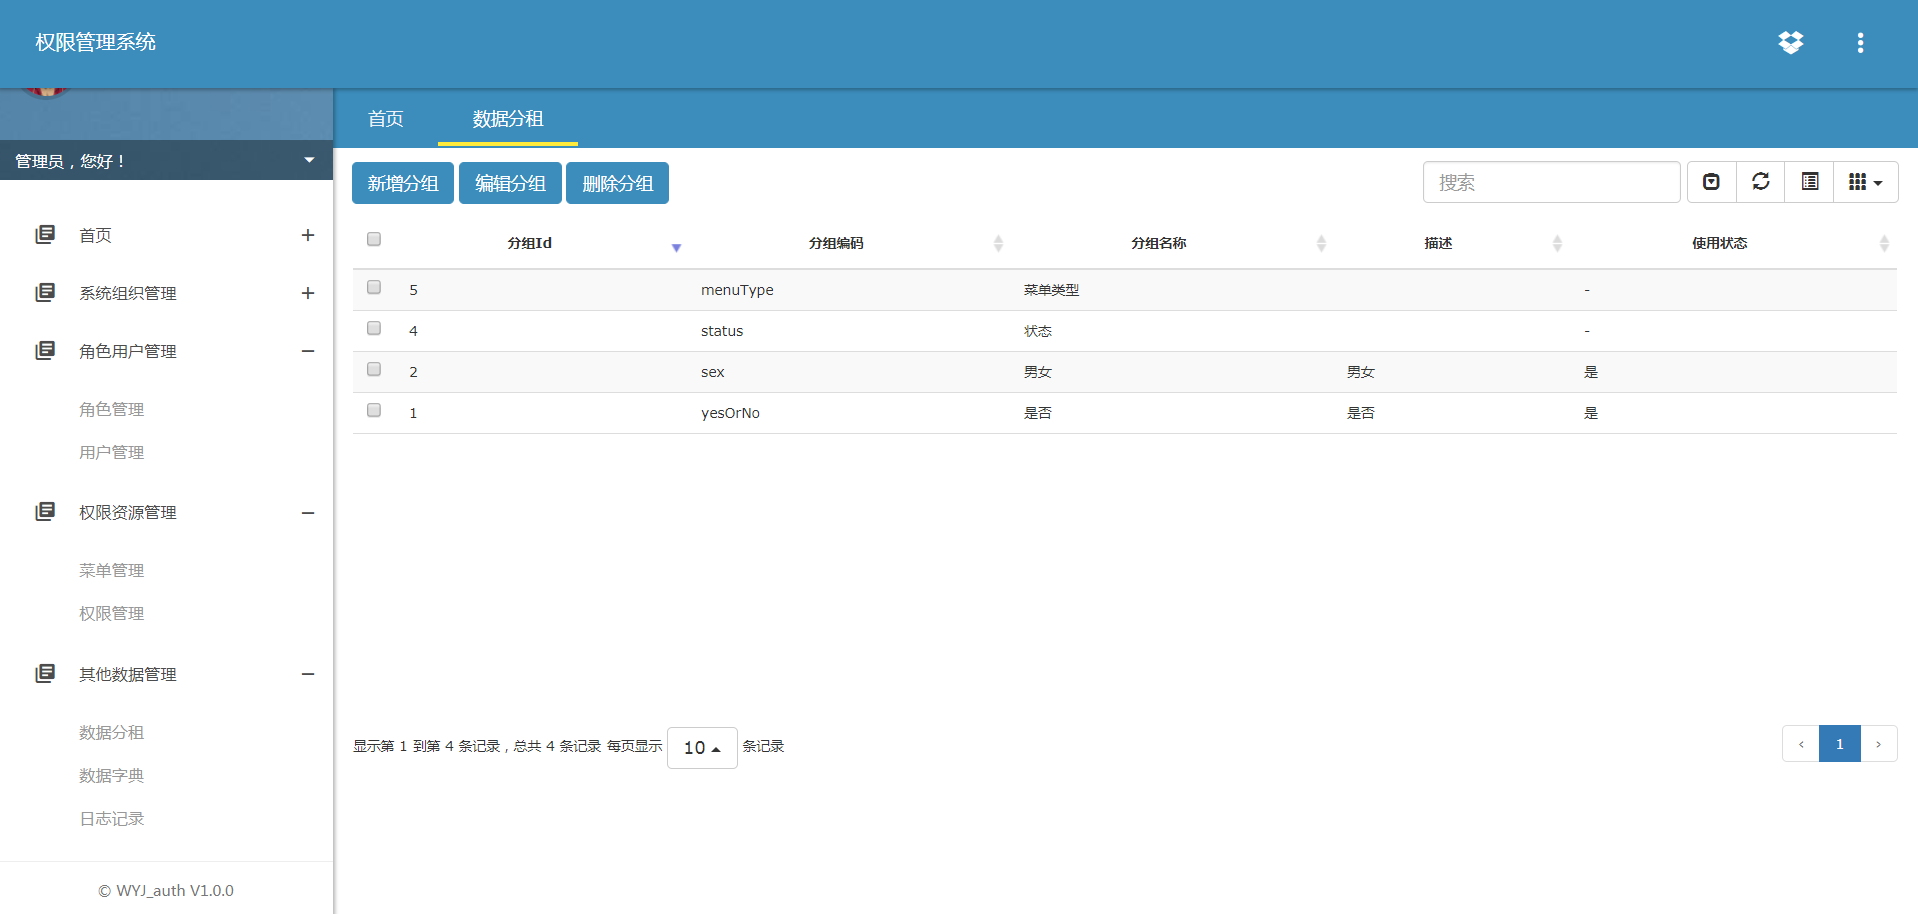 权限管理系统
管理员，您好！
首页
系统组织管理
角色用户管理
角色管理
用户管理
权限资源管理
菜单管理
权限管理
其他数据管理
数据分租
数据字典
日志记录
© WYJ_auth V1.0.0
首页 数据分租
新增分组 编辑分组 删除分组 搜索
分组Id 分组编码 分组名称 描述 使用状态
5 menuType 菜单类型 -
4 status 状态 -
2 sex 男女 男女 是
1 yesOrNo 是否 是否 是
显示第 1 到第 4 条记录，总共 4 条记录 每页显示 10 条记录
‹ 1 ›